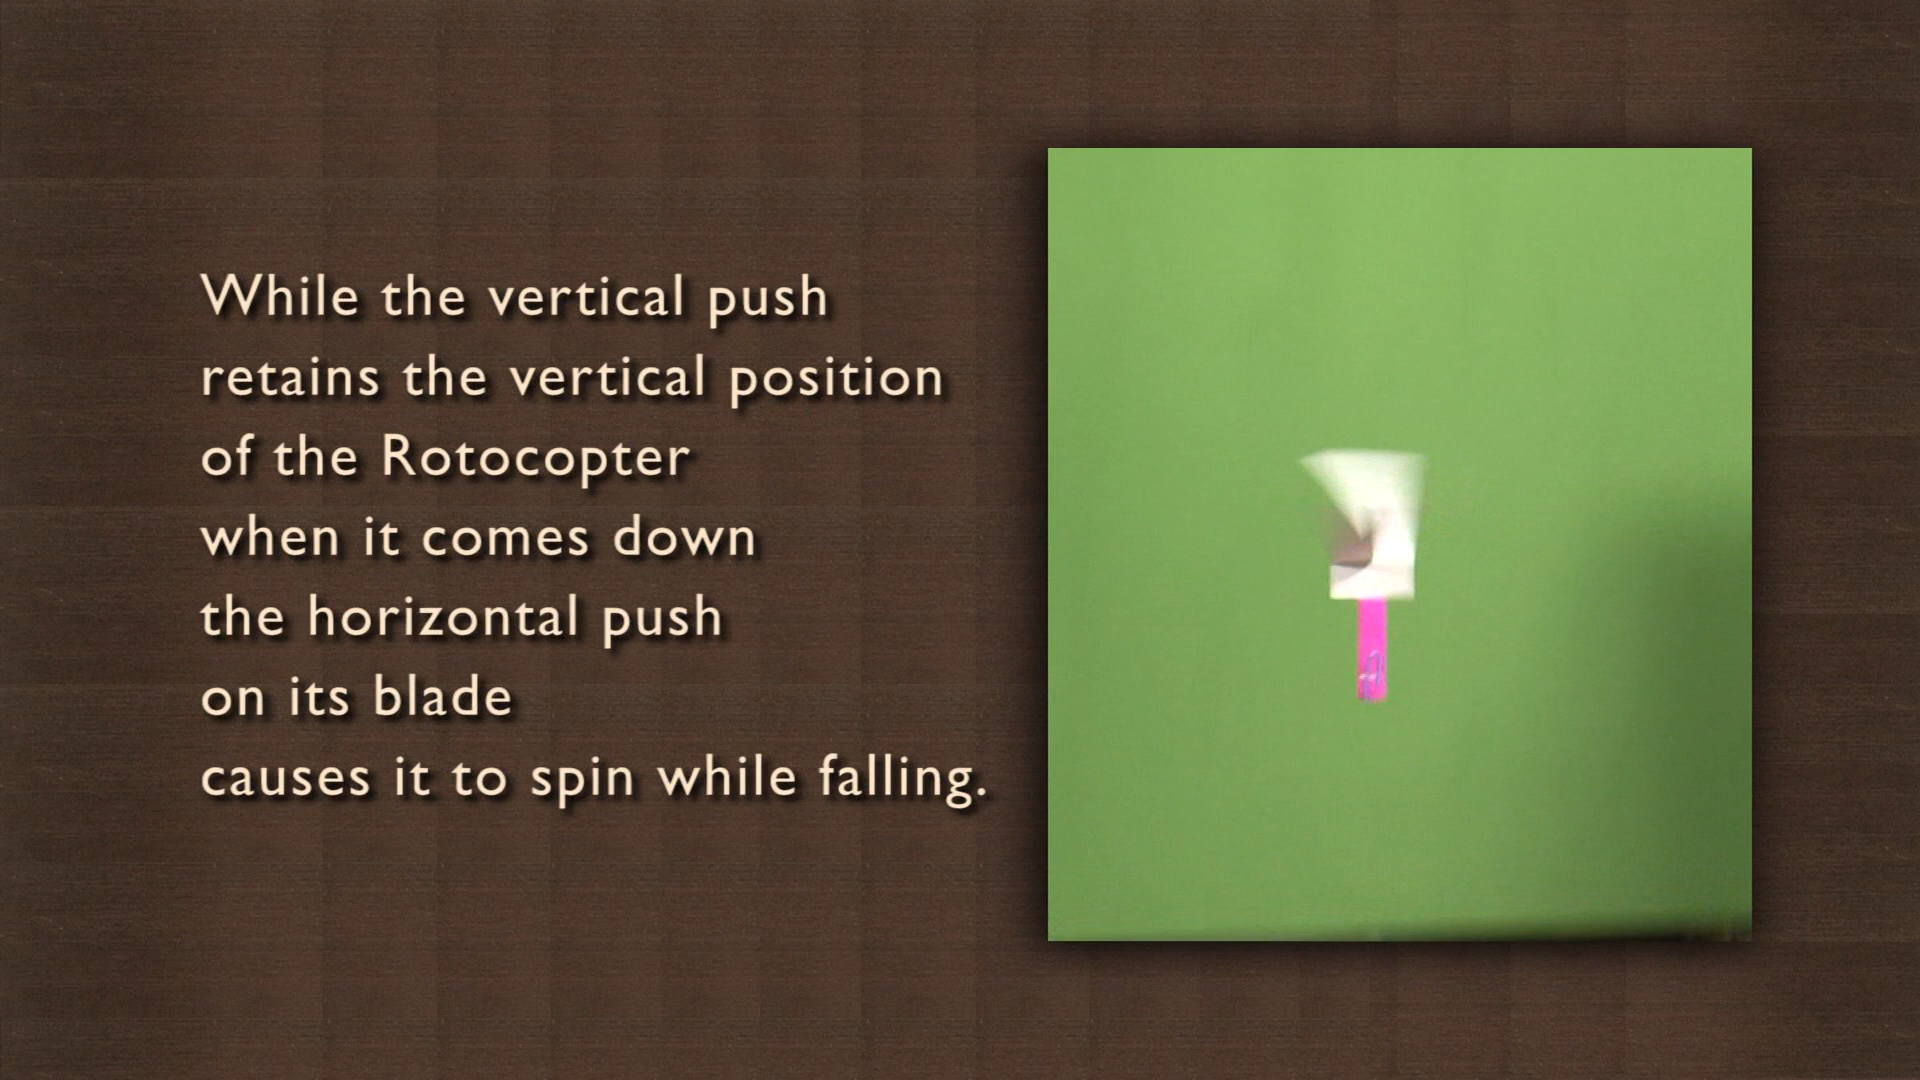 While the vertical push
retains the vertical position
of the Rotocopter
when it comes down
the horizontal push
on its blade
causes it to spin while falling.